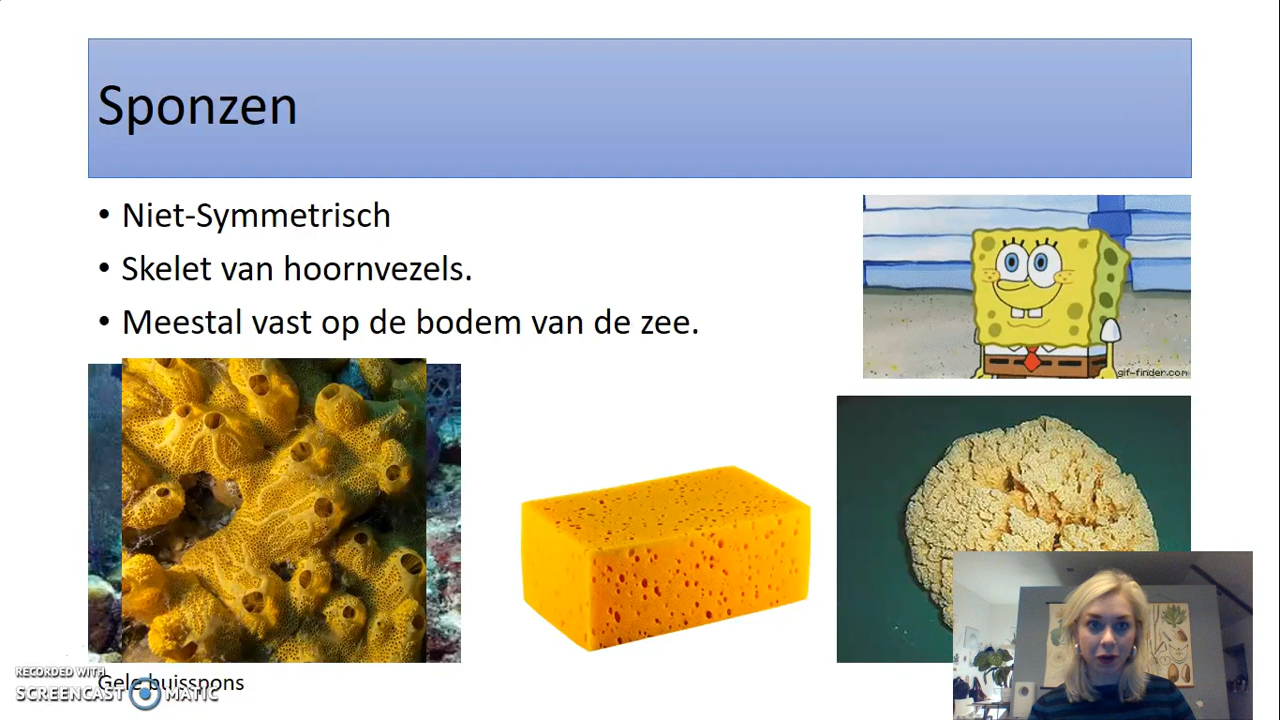 Sponzen
• Niet-Symmetrisch
• Skelet van hoornvezels.
• Meestal vast op de bodem van de zee.
gif-finder.com
Gele buisspons
RECORDED WITH
SCREENCAST MATIC